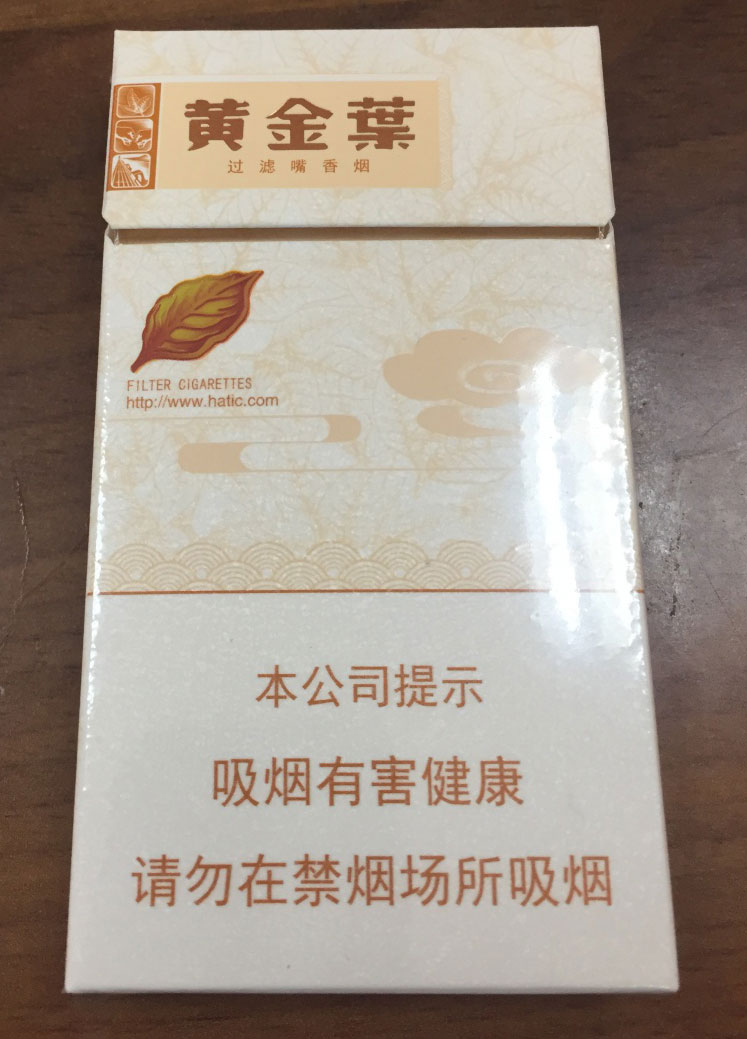 黄金葉
过滤嘴香烟
FILTER CIGARETTES
http://www.hatic.com
本公司提示
吸烟有害健康
请勿在禁烟场所吸烟